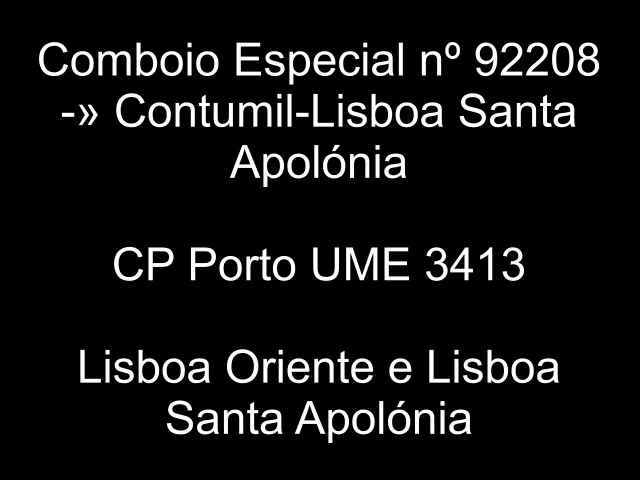 Comboio Especial nº 92208
-» Contumil-Lisboa Santa
Apolónia
CP Porto UME 3413
Lisboa Oriente e Lisboa
Santa Apolónia